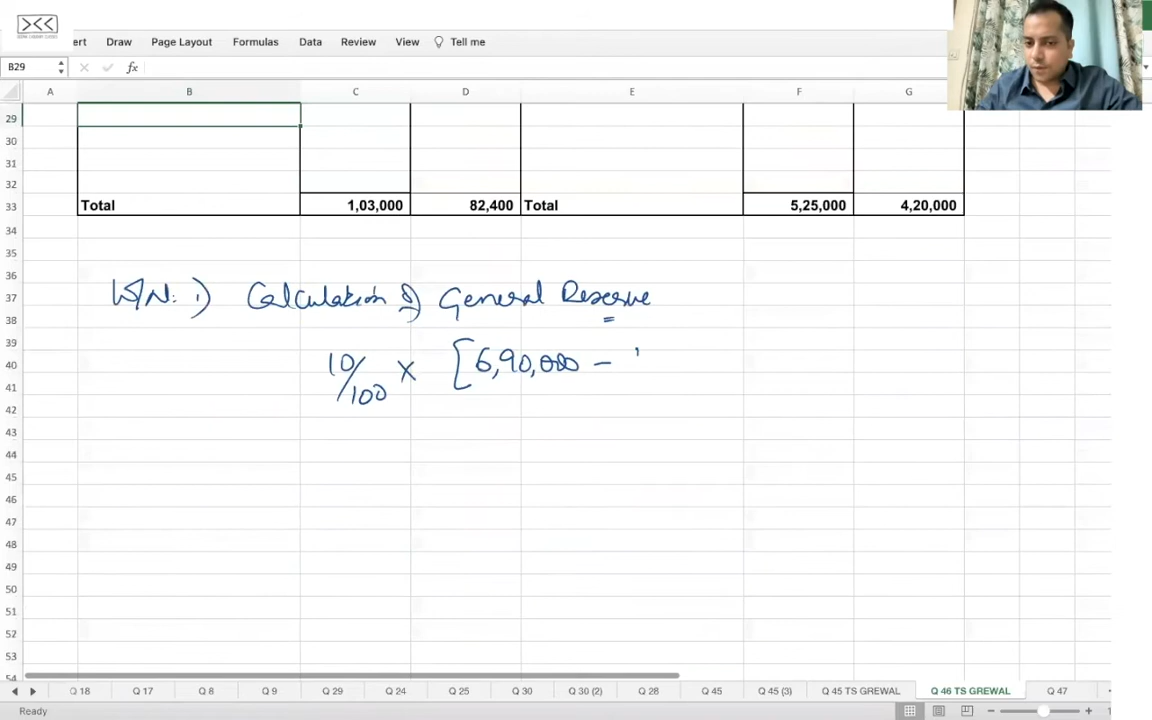 ert Draw Page Layout Formulas Data Review View Tell me
B29 fx
A B C D E F G
29
30
31
32
33 Total 1,03,000 82,400 Total 5,25,000 4,20,000
34
35
36
37 W/N: 1) Calculation of General Reserve
38
39
40 10/100 x [6,90,000 -
41
42
43
44
45
46
47
48
49
50
51
52
53
54
Q 18 Q 17 Q 8 Q 9 Q 29 Q 24 Q 25 Q 30 Q 30 (2) Q 28 Q 45 Q 45 (3) Q 45 TS GREWAL Q 46 TS GREWAL Q 47
Ready